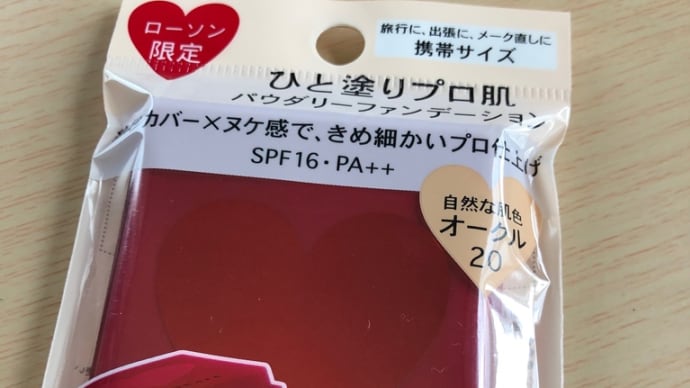 ローソン
限定
旅行に、出張に、メーク直しに
携帯サイズ
ひと塗りプロ肌
パウダリーファンデーション
カバー×ヌケ感で、きめ細かいプロ仕上げ
SPF16・PA++
自然な肌色
オークル
20